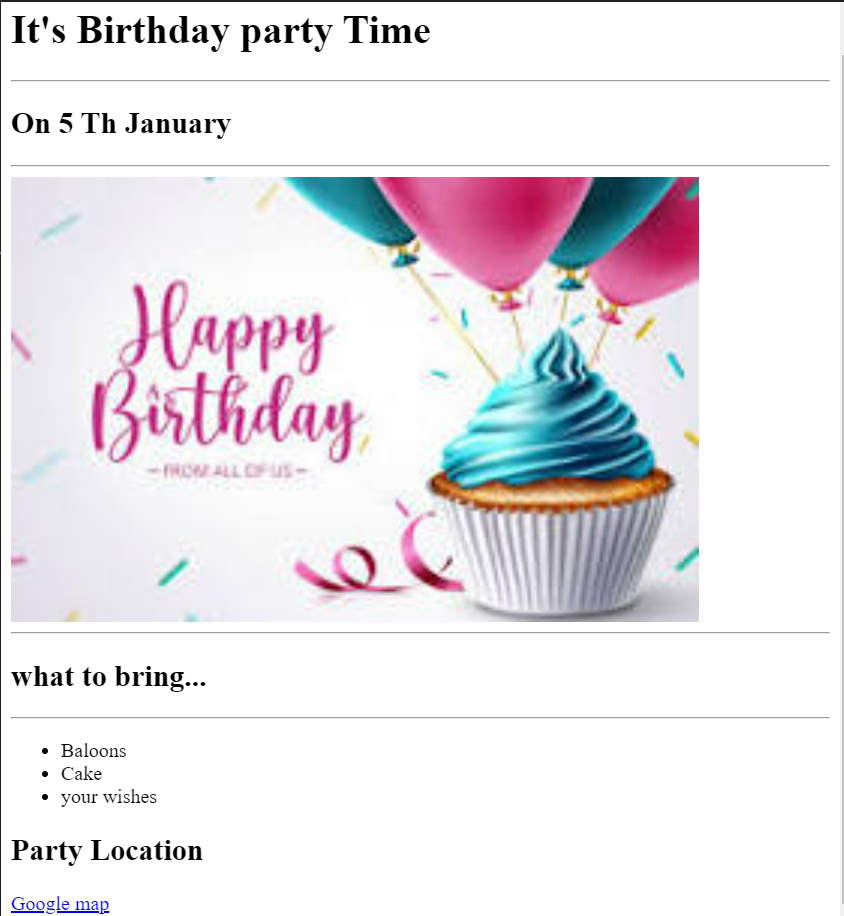 It's Birthday party Time
On 5 Th January
Happy
Birthday
FROM ALL OF US
what to bring...
Baloons
Cake
your wishes
Party Location
Google map